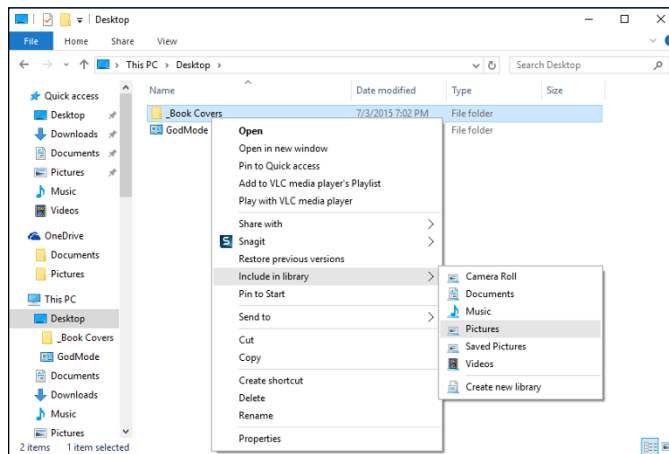 Desktop
File Home Share View
This PC Desktop Search Desktop
Name Date modified Type Size
Quick access
Desktop
Downloads
Documents
Pictures
Music
Videos
OneDrive
Documents
Pictures
This PC
Desktop
_Book Covers
GodMode
Documents
Downloads
Music
Pictures
_Book Covers 7/3/2015 7:02 PM File folder
GodMode File folder
Open
Open in new window
Pin to Quick access
Add to VLC media player's Playlist
Play with VLC media player
Share with
Snagit
Restore previous versions
Include in library
Pin to Start
Send to
Cut
Copy
Create shortcut
Delete
Rename
Properties
Camera Roll
Documents
Music
Pictures
Saved Pictures
Videos
Create new library
2 items 1 item selected